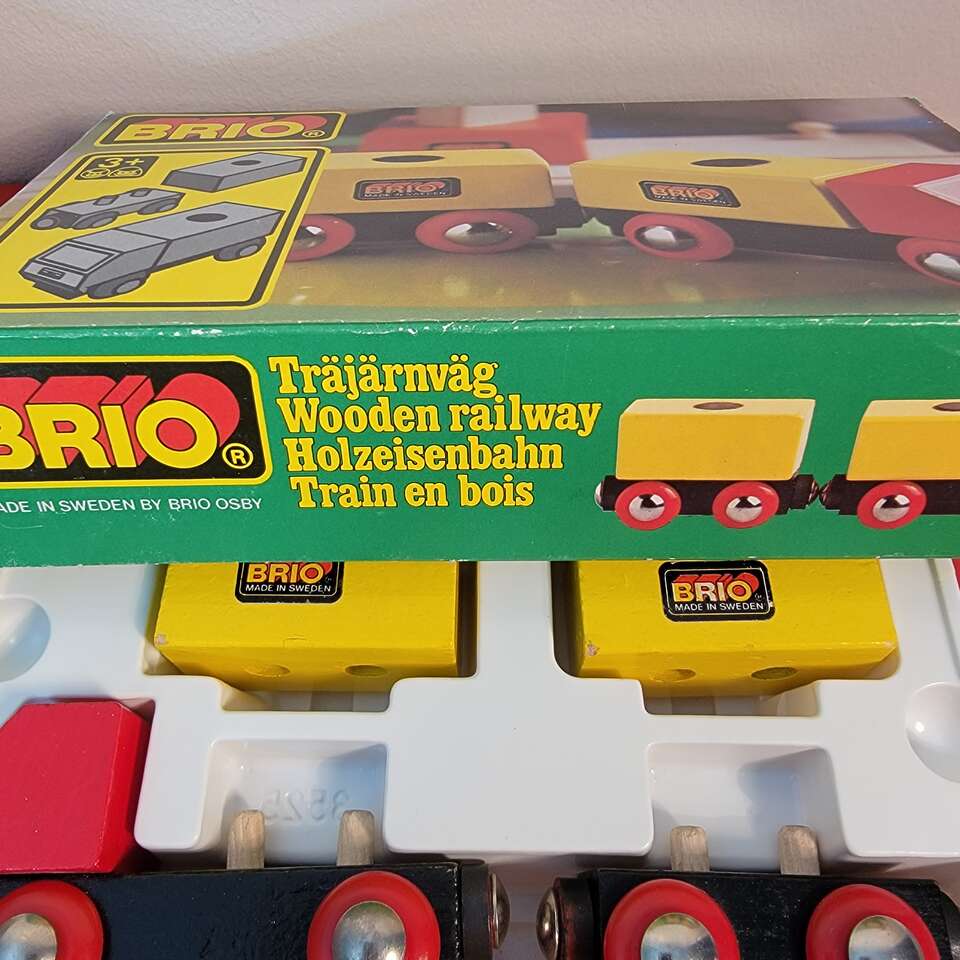 BRIO®
3+
BRIO
MADE IN SWEDEN
BRIO
MADE IN SWEDEN
BRIO®
MADE IN SWEDEN BY BRIO OSBY
Träjärnväg
Wooden railway
Holzeisenbahn
Train en bois
BRIO
MADE IN SWEDEN
BRIO
MADE IN SWEDEN